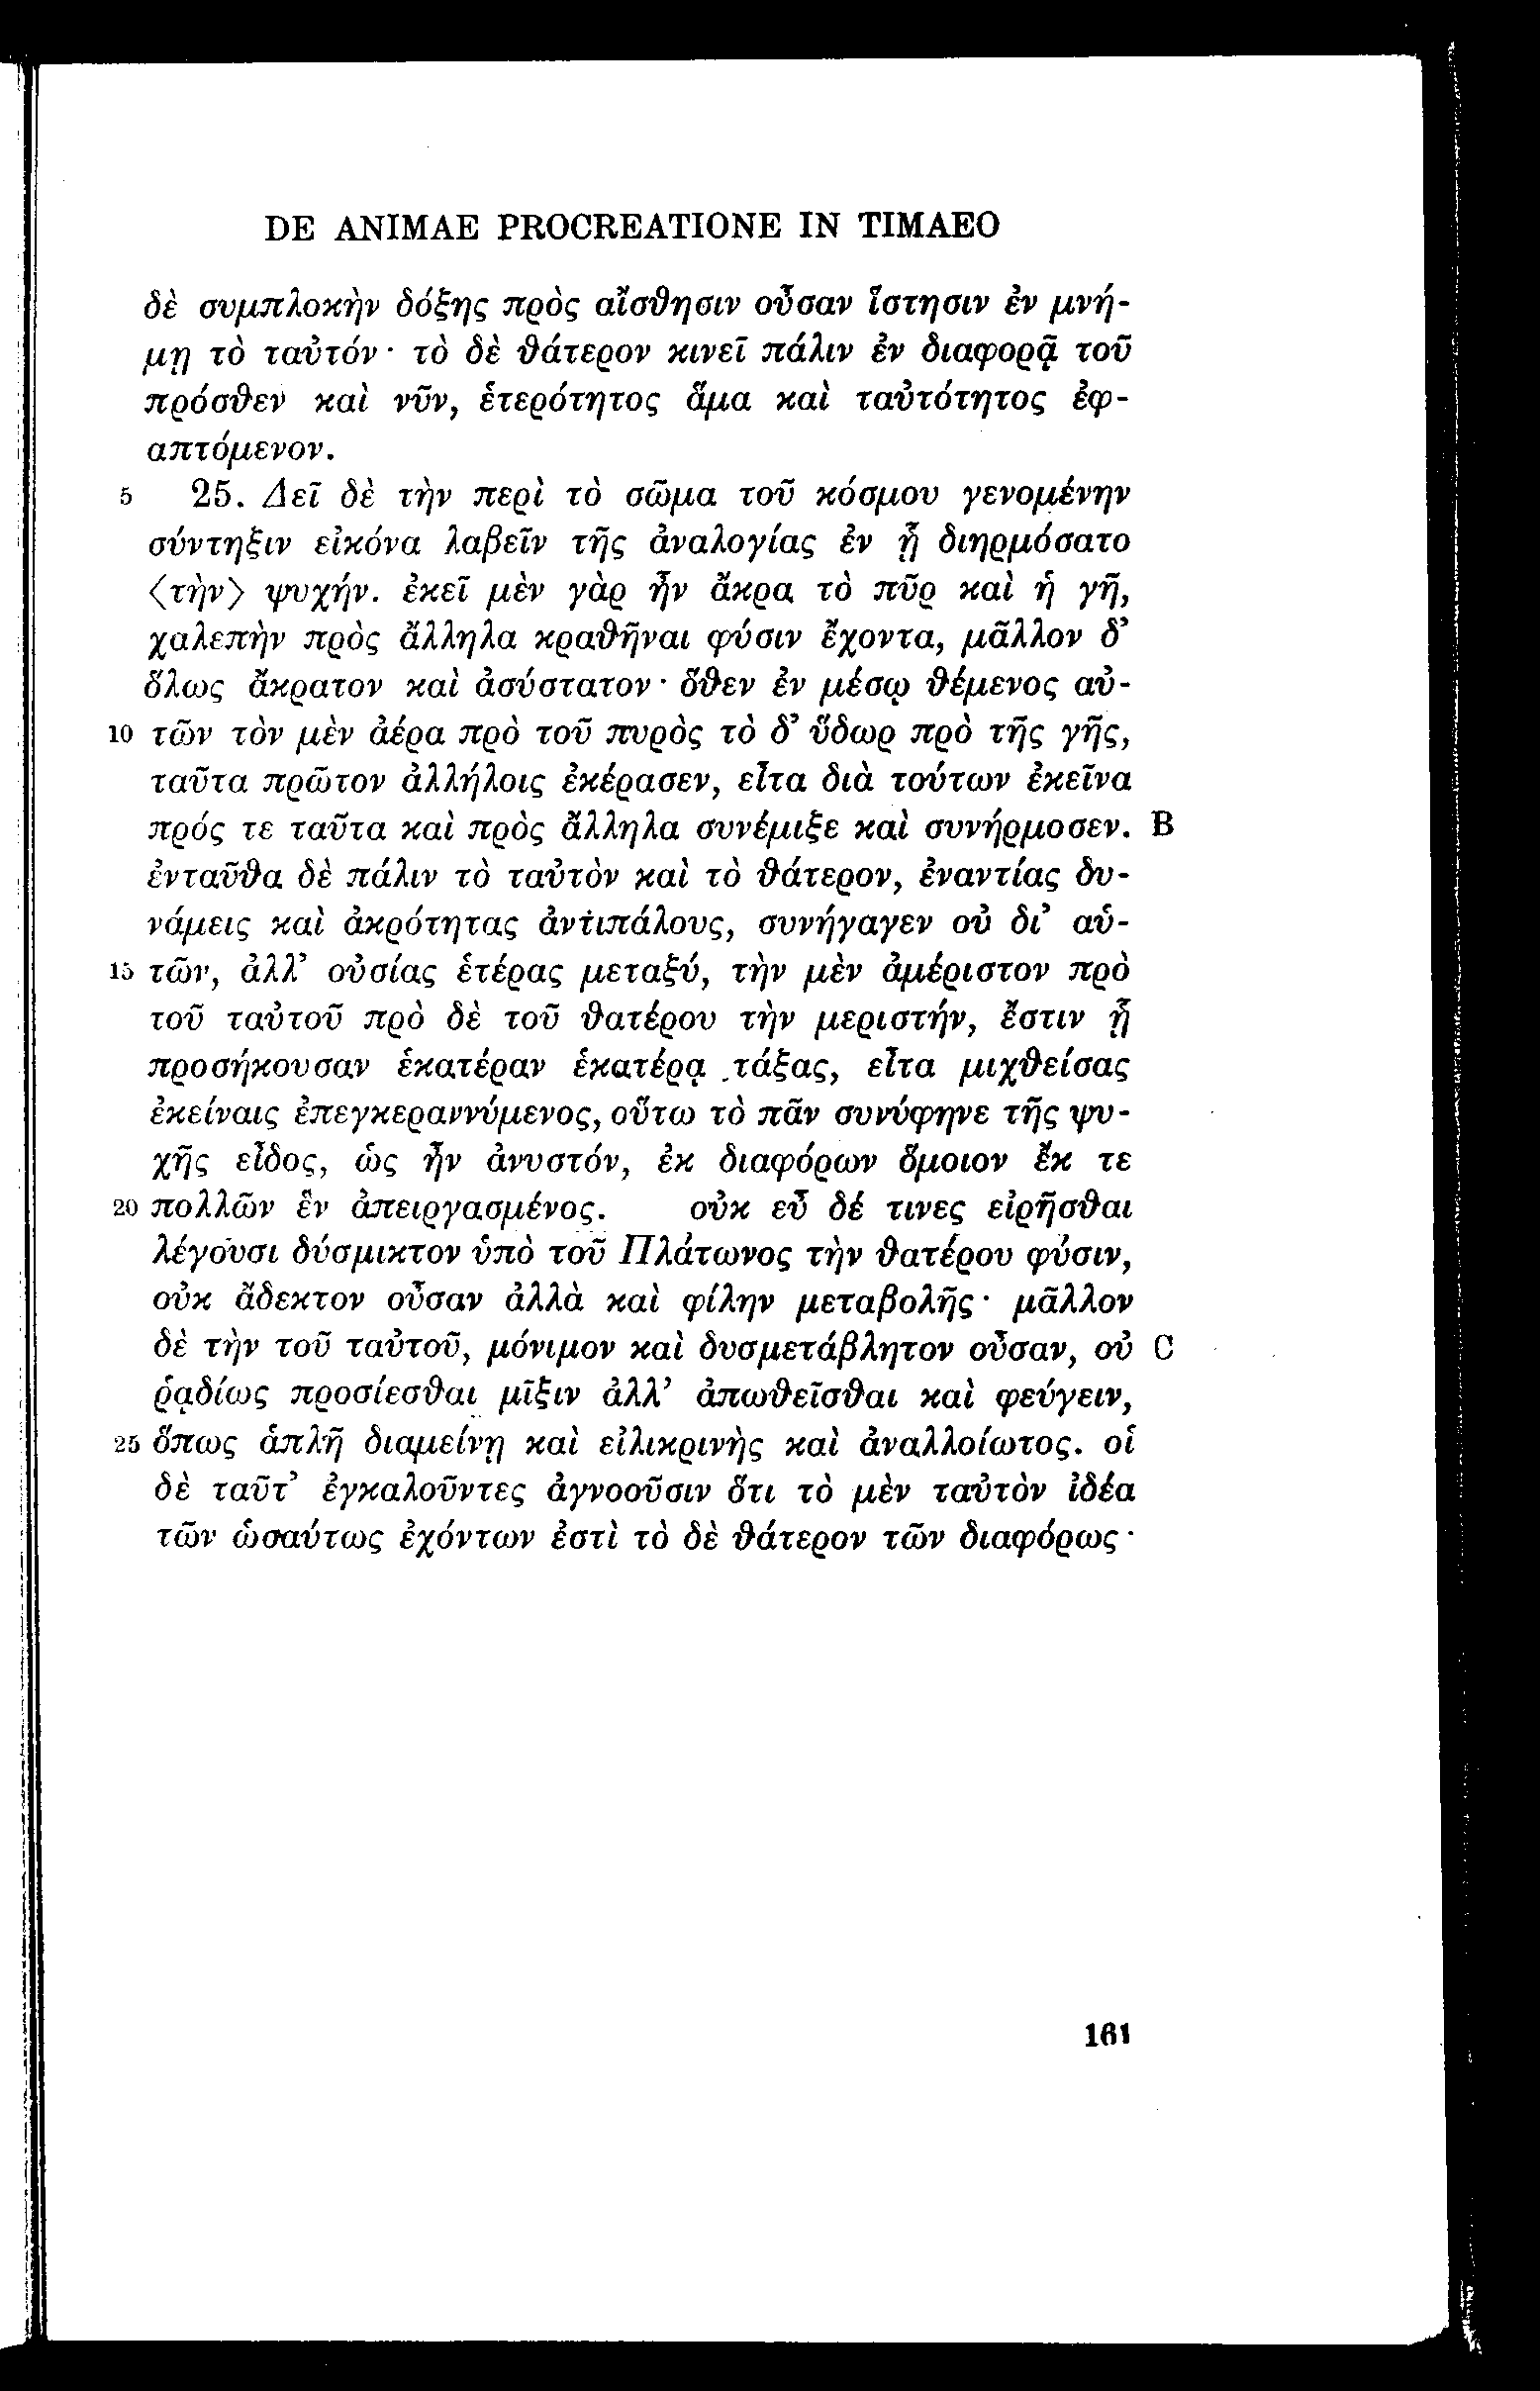 DE ANIMAE PROCREATIONE IN TIMAEO
δὲ συμπλοκὴν δόξης πρὸς αἴσθησιν οὖσαν ἵστησιν ἐν μνή-
μῃ τὸ ταὐτόν· τὸ δὲ θάτερον κινεῖ πάλιν ἐν διαφορᾷ τοῦ
πρόσθεν καὶ νῦν, ἑτερότητος ἅμα καὶ ταὐτότητος ἐφ-
απτόμενον.
5 25. Δεῖ δὲ τὴν περὶ τὸ σῶμα τοῦ κόσμου γενομένην
σύντηξιν εἰκόνα λαβεῖν τῆς ἀναλογίας ἐν ᾗ διηρμόσατο
⟨τὴν⟩ ψυχήν. ἐκεῖ μὲν γὰρ ἦν ἄκρα τὸ πῦρ καὶ ἡ γῆ,
χαλεπὴν πρὸς ἄλληλα κραθῆναι φύσιν ἔχοντα, μᾶλλον δ’
ὅλως ἄκρατον καὶ ἀσύστατον· ὅθεν ἐν μέσῳ θέμενος αὐ-
10 τῶν τὸν μὲν ἀέρα πρὸ τοῦ πυρὸς τὸ δ’ ὕδωρ πρὸ τῆς γῆς,
ταῦτα πρῶτον ἀλλήλοις ἐκέρασεν, εἶτα διὰ τούτων ἐκεῖνα
πρός τε ταῦτα καὶ πρὸς ἄλληλα συνέμιξε καὶ συνήρμοσεν. B
ἐνταῦθα δὲ πάλιν τὸ ταὐτὸν καὶ τὸ θάτερον, ἐναντίας δυ-
νάμεις καὶ ἀκρότητας ἀντιπάλους, συνήγαγεν οὐ δι’ αὑ-
15 τῶν, ἀλλ’ οὐσίας ἑτέρας μεταξύ, τὴν μὲν ἀμέριστον πρὸ
τοῦ ταὐτοῦ πρὸ δὲ τοῦ θατέρου τὴν μεριστήν, ἔστιν ᾗ
προσήκουσαν ἑκατέραν ἑκατέρᾳ τάξας, εἶτα μιχθείσας
ἐκείναις ἐπεγκεραννύμενος, οὕτω τὸ πᾶν συνύφηνε τῆς ψυ-
χῆς εἶδος, ὡς ἦν ἀνυστόν, ἐκ διαφόρων ὅμοιον ἔκ τε
20 πολλῶν ἓν ἀπειργασμένος. οὐκ εὖ δέ τινες εἰρῆσθαι
λέγουσι δύσμικτον ὑπὸ τοῦ Πλάτωνος τὴν θατέρου φύσιν,
οὐκ ἄδεκτον οὖσαν ἀλλὰ καὶ φίλην μεταβολῆς· μᾶλλον
δὲ τὴν τοῦ ταὐτοῦ, μόνιμον καὶ δυσμετάβλητον οὖσαν, οὐ C
ῥᾳδίως προσίεσθαι μῖξιν ἀλλ’ ἀπωθεῖσθαι καὶ φεύγειν,
25 ὅπως ἁπλῆ διαμείνῃ καὶ εἰλικρινὴς καὶ ἀναλλοίωτος. οἱ
δὲ ταῦτ’ ἐγκαλοῦντες ἀγνοοῦσιν ὅτι τὸ μὲν ταὐτὸν ἰδέα
τῶν ὡσαύτως ἐχόντων ἐστὶ τὸ δὲ θάτερον τῶν διαφόρως·
161